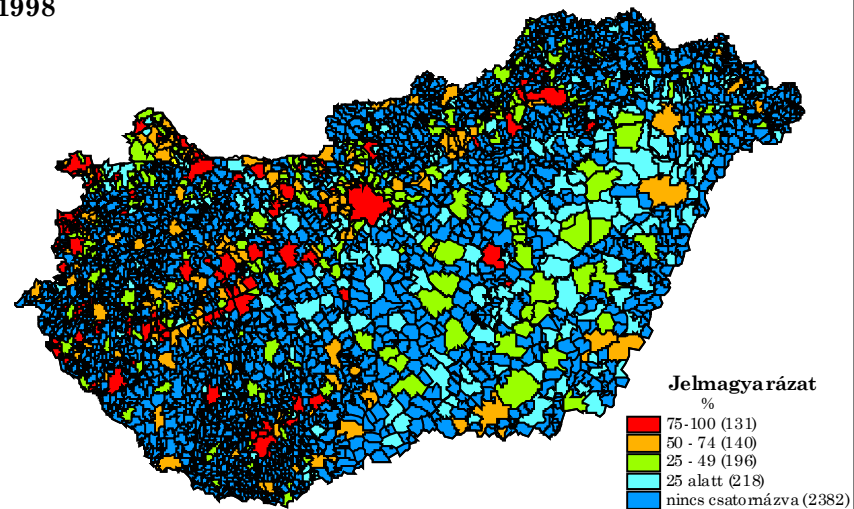 1998
Jelmagyarázat
%
75-100 (131)
50 - 74 (140)
25 - 49 (196)
25 alatt (218)
nincs csatornázva (2382)